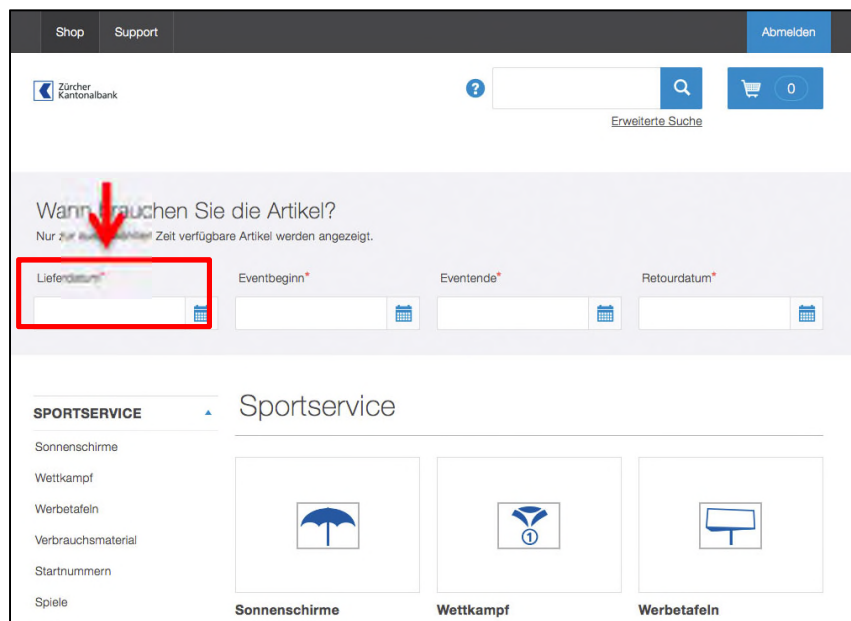 Shop Support Abmelden
Zürcher
Kantonalbank
? 0
Erweiterte Suche
Wann brauchen Sie die Artikel?
Nur zur Zeit verfügbare Artikel werden angezeigt.
Lieferdatum* Eventbeginn* Eventende* Retourdatum*
SPORTSERVICE Sportservice
Sonnenschirme
Wettkampf
Werbetafeln
Verbrauchsmaterial
Startnummern
Spiele
1
Sonnenschirme Wettkampf Werbetafeln